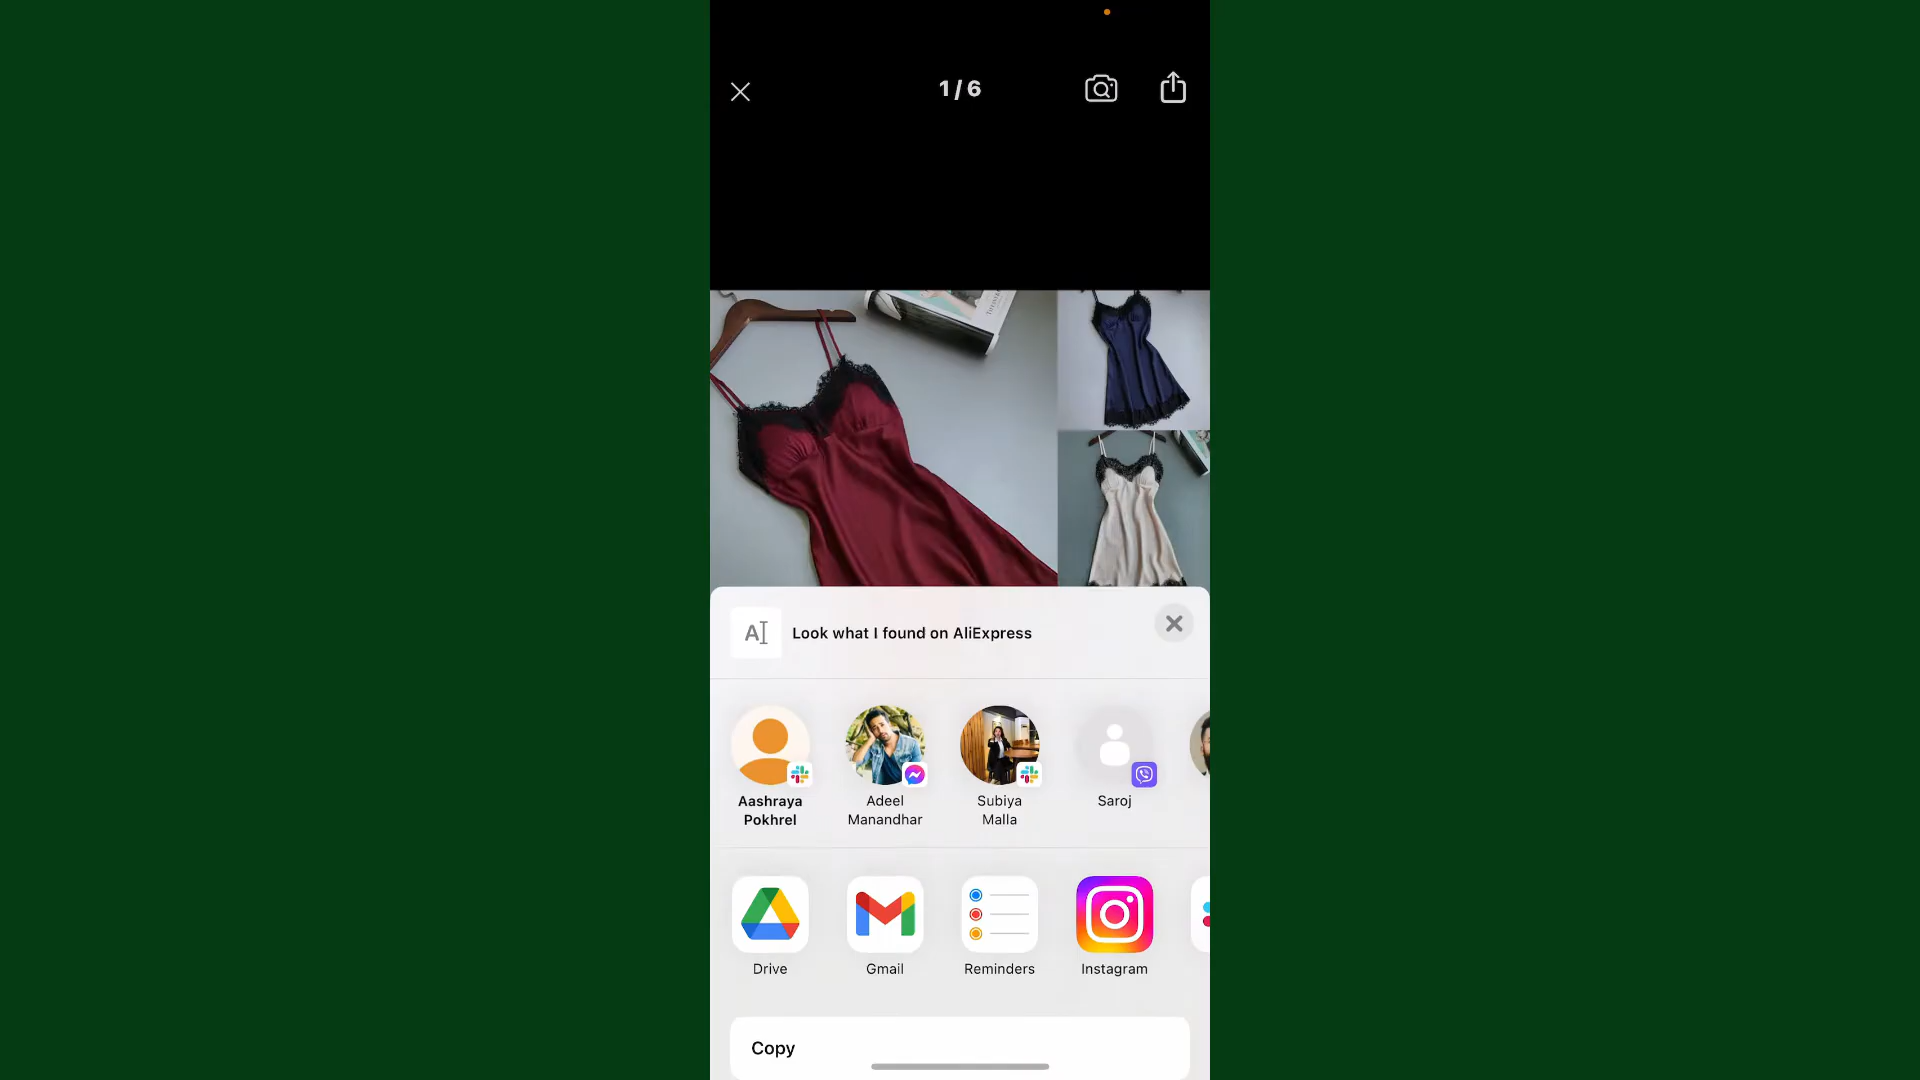 1/6
AI
Look what I found on AliExpress
Aashraya
Pokhrel
Adeel
Manandhar
Subiya
Malla
Saroj
Drive
Gmail
Reminders
Instagram
Copy